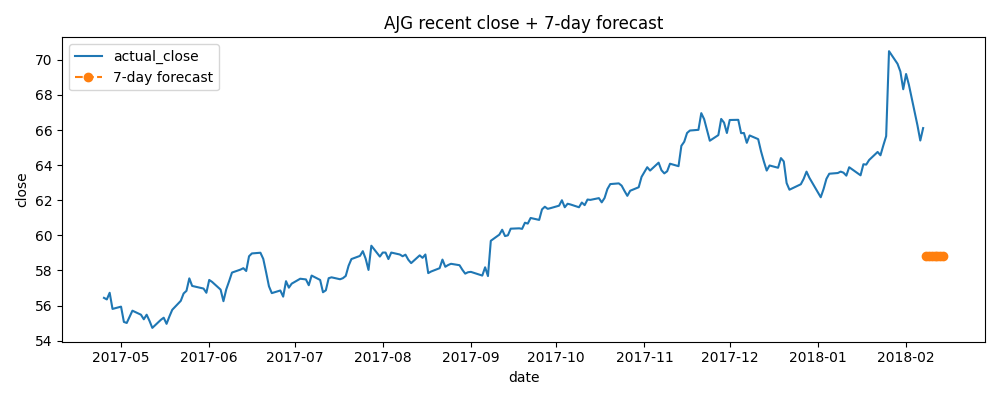 AJG recent close + 7-day forecast
actual_close
7-day forecast
close
70
68
66
64
62
60
58
56
54
2017-05 2017-06 2017-07 2017-08 2017-09 2017-10 2017-11 2017-12 2018-01 2018-02
date